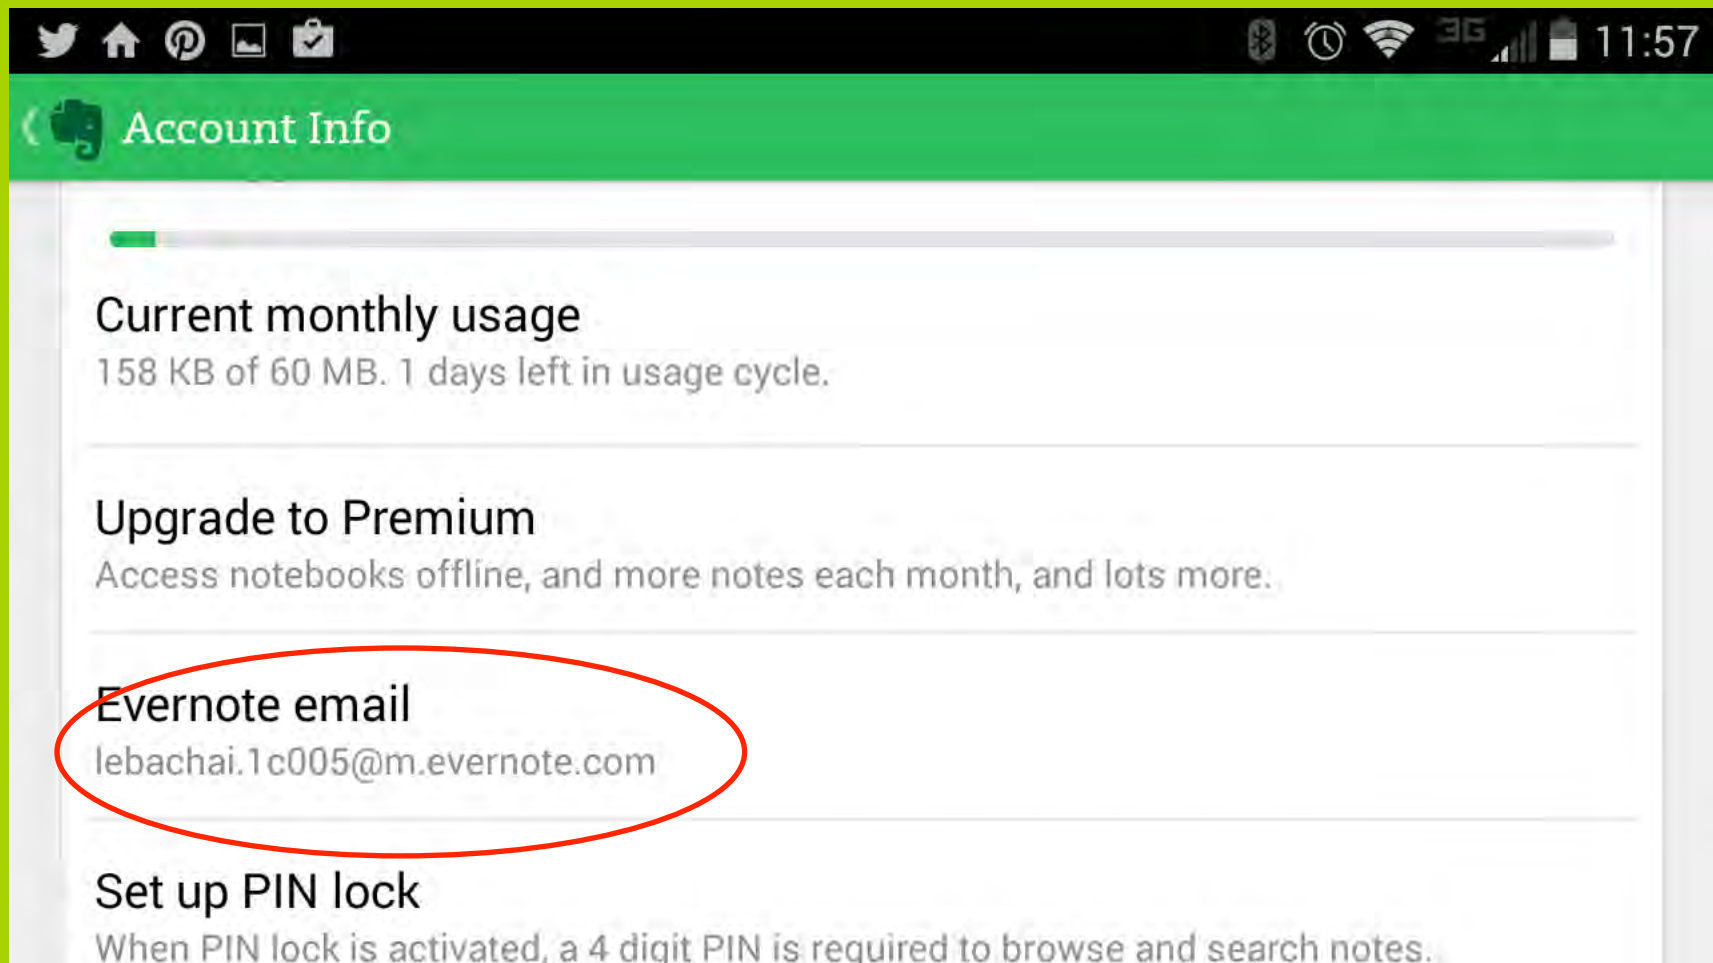 3G 11:57
Account Info
Current monthly usage
158 KB of 60 MB. 1 days left in usage cycle.
Upgrade to Premium
Access notebooks offline, and more notes each month, and lots more.
Evernote email
lebachai.1c005@m.evernote.com
Set up PIN lock
When PIN lock is activated, a 4 digit PIN is required to browse and search notes.